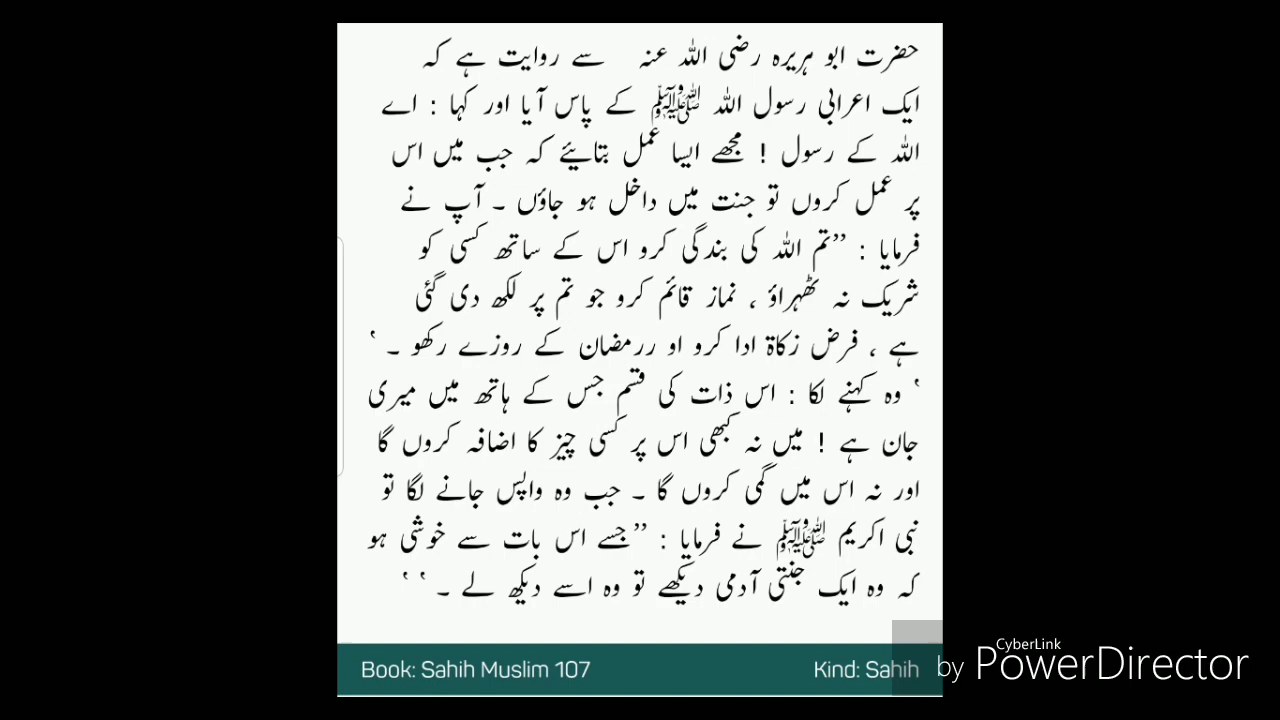 حضرت ابو ہریرہ رضی اللہ عنہ سے روایت ہے کہ
ایک اعرابی رسول اللہ ﷺ کے پاس آیا اور کہا : اے
اللہ کے رسول ! مجھے ایسا عمل بتایئے کہ جب میں اس
پر عمل کروں تو جنت میں داخل ہو جاؤں ۔ آپ نے
فرمایا : ’’تم اللہ کی بندگی کرو اس کے ساتھ کسی کو
شریک نہ ٹھہراؤ ، نماز قائم کرو جو تم پر لکھ دی گئی
ہے ، فرض زکاۃ ادا کرو او ررمضان کے روزے رکھو ۔ ‘
‘ وہ کہنے لگا : اس ذات کی قسم جس کے ہاتھ میں میری
جان ہے ! میں نہ کبھی اس پر کسی چیز کا اضافہ کروں گا
اور نہ اس میں گمی کروں گا ۔ جب وہ واپس جانے لگا تو
نبی اکریم ﷺ نے فرمایا : ’’جسے اس بات سے خوشی ہو
کہ وہ ایک جنتی آدمی دیکھے تو وہ اسے دیکھ لے ۔ ‘ ‘
Book: Sahih Muslim 107 Kind: Sahih
CyberLink
by PowerDirector